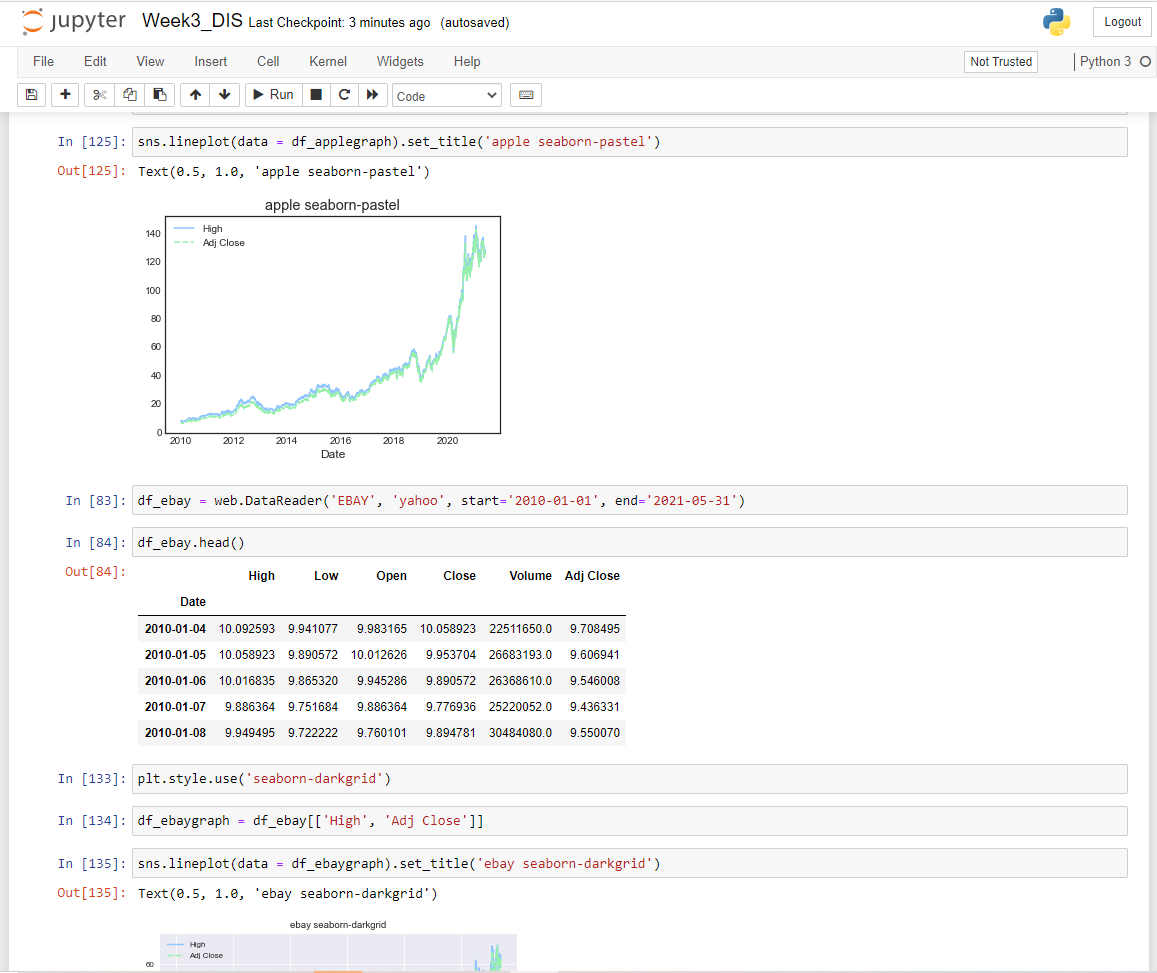 jupyter Week3_DIS Last Checkpoint: 3 minutes ago (autosaved) Logout
File Edit View Insert Cell Kernel Widgets Help Not Trusted Python 3
Run Code
In [125]: sns.lineplot(data = df_applegraph).set_title('apple seaborn-pastel')
Out[125]: Text(0.5, 1.0, 'apple seaborn-pastel')
apple seaborn-pastel
High
Adj Close
140
120
100
80
60
40
20
0
2010 2012 2014 2016 2018 2020
Date
In [83]: df_ebay = web.DataReader('EBAY', 'yahoo', start='2010-01-01', end='2021-05-31')
In [84]: df_ebay.head()
Out[84]:
High Low Open Close Volume Adj Close
Date
2010-01-04 10.092593 9.941077 9.983165 10.058923 22511650.0 9.708495
2010-01-05 10.058923 9.890572 10.012626 9.953704 26683193.0 9.606941
2010-01-06 10.016835 9.865320 9.945286 9.890572 26368610.0 9.546008
2010-01-07 9.886364 9.751684 9.886364 9.776936 25220052.0 9.436331
2010-01-08 9.949495 9.722222 9.760101 9.894781 30484080.0 9.550070
In [133]: plt.style.use('seaborn-darkgrid')
In [134]: df_ebaygraph = df_ebay[['High', 'Adj Close']]
In [135]: sns.lineplot(data = df_ebaygraph).set_title('ebay seaborn-darkgrid')
Out[135]: Text(0.5, 1.0, 'ebay seaborn-darkgrid')
ebay seaborn-darkgrid
High
Adj Close
60